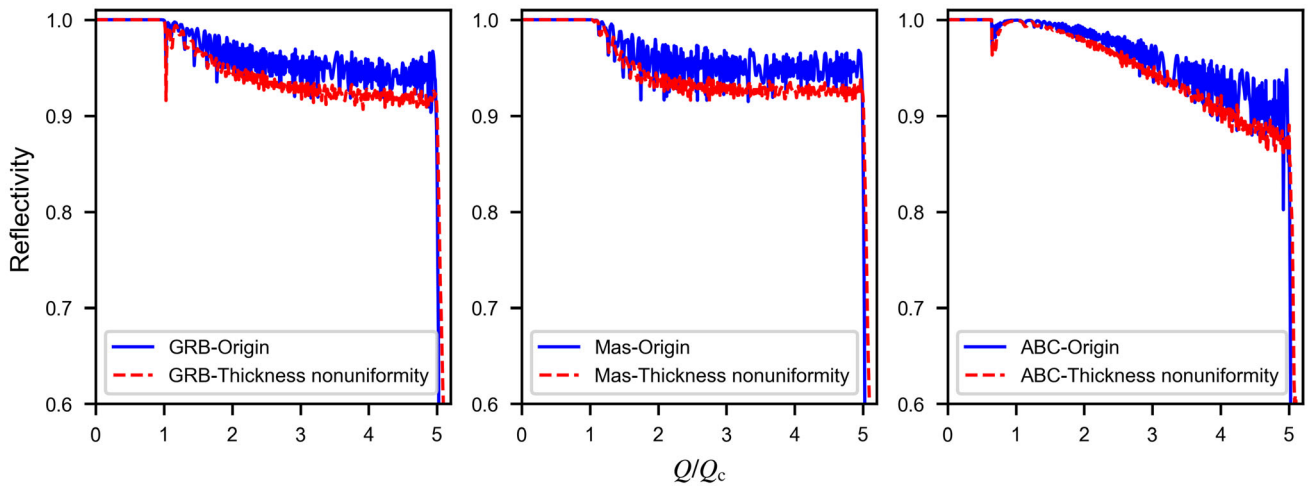 Reflectivity
1.0
0.9
0.8
0.7
0.6
GRB-Origin
GRB-Thickness nonuniformity
0 1 2 3 4 5
1.0
0.9
0.8
0.7
0.6
Mas-Origin
Mas-Thickness nonuniformity
0 1 2 3 4 5
1.0
0.9
0.8
0.7
0.6
ABC-Origin
ABC-Thickness nonuniformity
0 1 2 3 4 5
Q/Qc